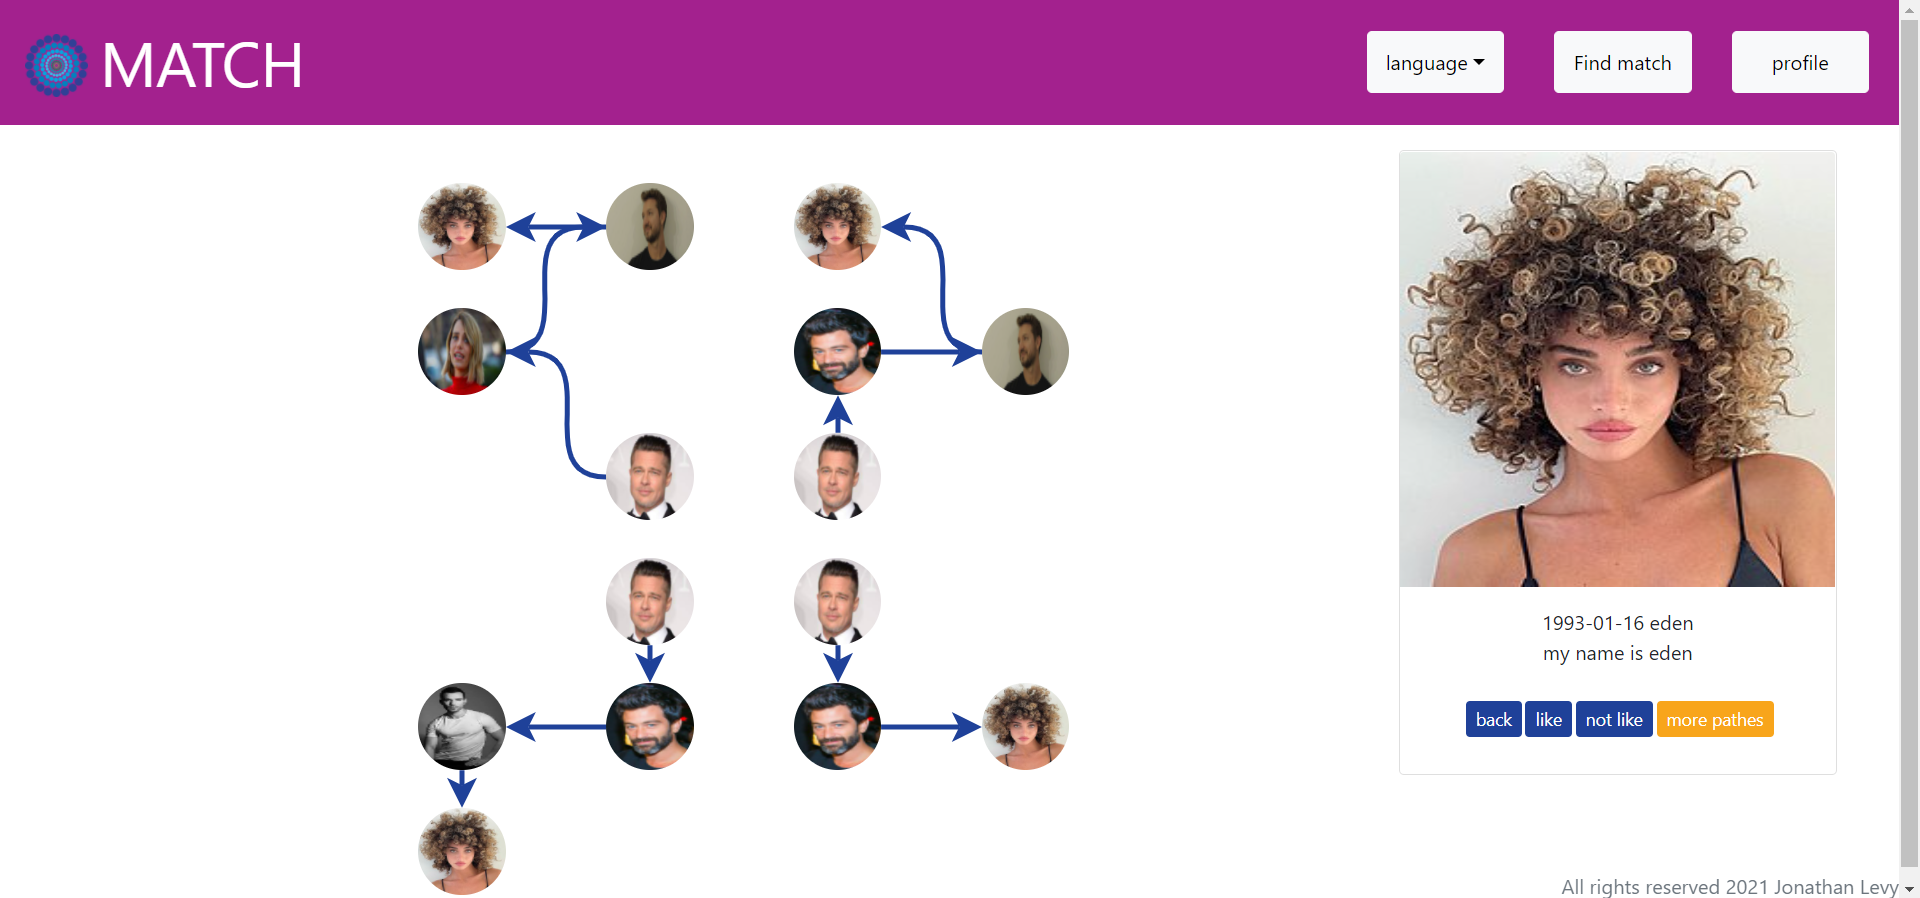 MATCH
language
Find match
profile
1993-01-16 eden
my name is eden
back
like
not like
more pathes
All rights reserved 2021 Jonathan Levy